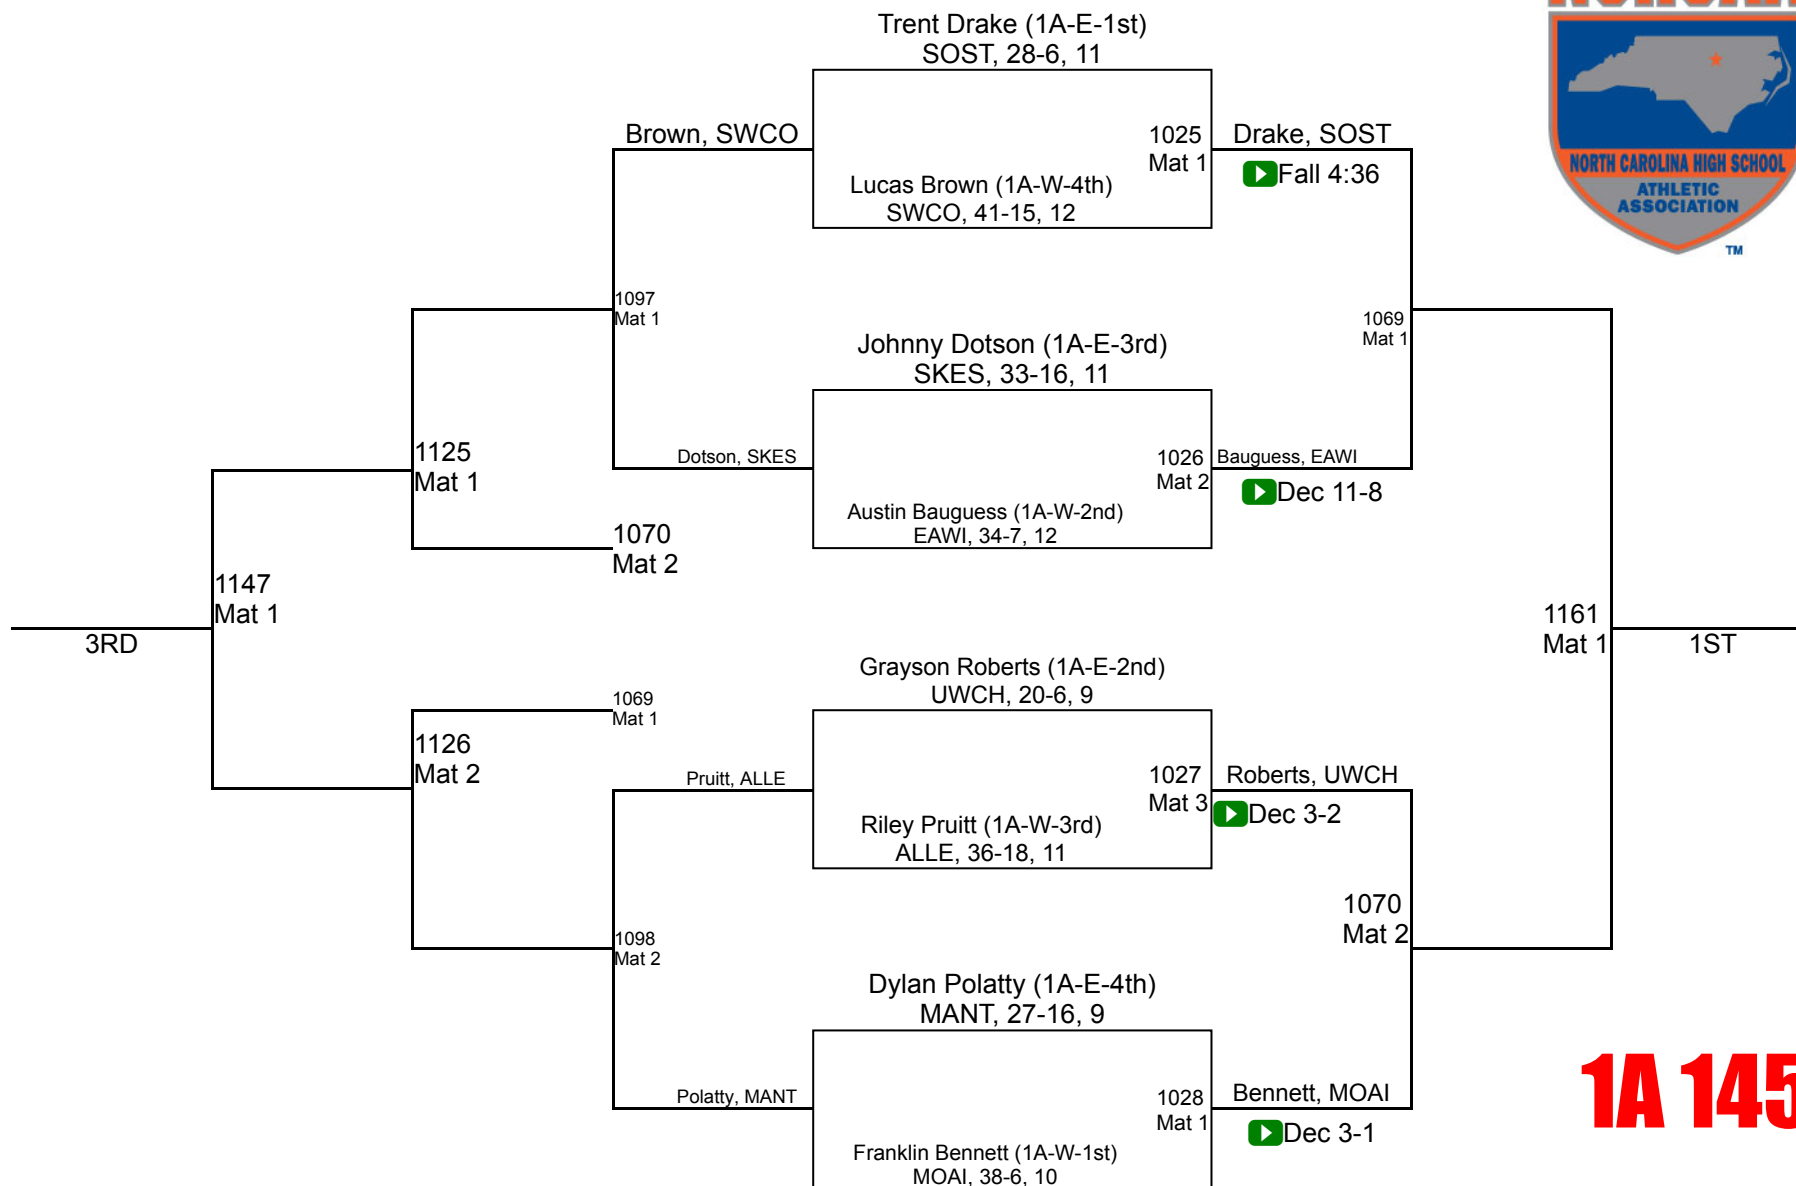 Trent Drake (1A-E-1st)
SOST, 28-6, 11
Brown, SWCO
1025
Mat 1
Drake, SOST
Fall 4:36
Lucas Brown (1A-W-4th)
SWCO, 41-15, 12
NORTH CAROLINA HIGH SCHOOL
ATHLETIC
ASSOCIATION
TM
1097
Mat 1
1069
Mat 1
Johnny Dotson (1A-E-3rd)
SKES, 33-16, 11
1125
Mat 1
Dotson, SKES
1026
Mat 2
Bauguess, EAWI
Dec 11-8
Austin Bauguess (1A-W-2nd)
EAWI, 34-7, 12
1070
Mat 2
1147
Mat 1
3RD
1161
Mat 1
1ST
Grayson Roberts (1A-E-2nd)
UWCH, 20-6, 9
1069
Mat 1
1126
Mat 2
Pruitt, ALLE
1027
Mat 3
Roberts, UWCH
Dec 3-2
Riley Pruitt (1A-W-3rd)
ALLE, 36-18, 11
1070
Mat 2
1098
Mat 2
Dylan Polatty (1A-E-4th)
MANT, 27-16, 9
Polatty, MANT
1028
Mat 1
Bennett, MOAI
Dec 3-1
Franklin Bennett (1A-W-1st)
MOAI, 38-6, 10
1A 145